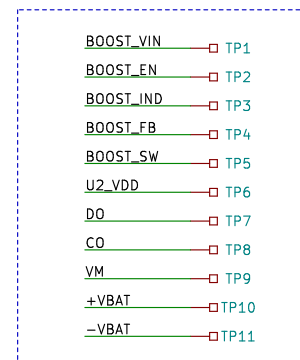 BOOST_VIN TP1
BOOST_EN TP2
BOOST_IND TP3
BOOST_FB TP4
BOOST_SW TP5
U2_VDD TP6
DO TP7
CO TP8
VM TP9
+VBAT TP10
−VBAT TP11